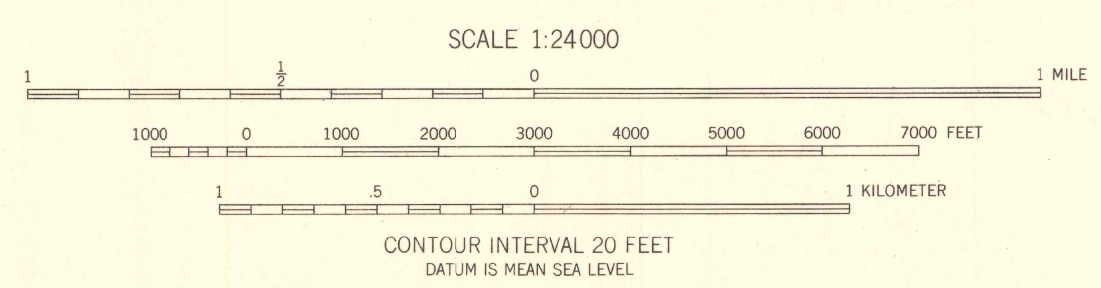 SCALE 1:24000
1 ½ 0 1 MILE
1000 0 1000 2000 3000 4000 5000 6000 7000 FEET
1 .5 0 1 KILOMETER
CONTOUR INTERVAL 20 FEET
DATUM IS MEAN SEA LEVEL